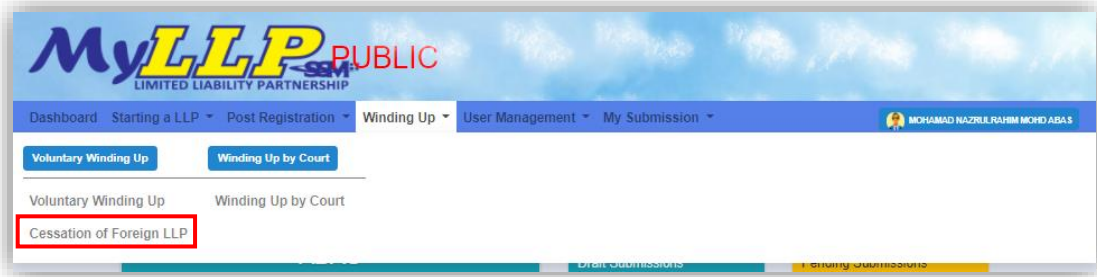 MyLLP
SSM
PUBLIC
LIMITED LIABILITY PARTNERSHIP
Dashboard Starting a LLP Post Registration Winding Up User Management My Submission MOHAMAD NAZRULRAHIM MOHD ABAS
Voluntary Winding Up Winding Up by Court
Voluntary Winding Up Winding Up by Court
Cessation of Foreign LLP
Draft Submissions Pending Submissions